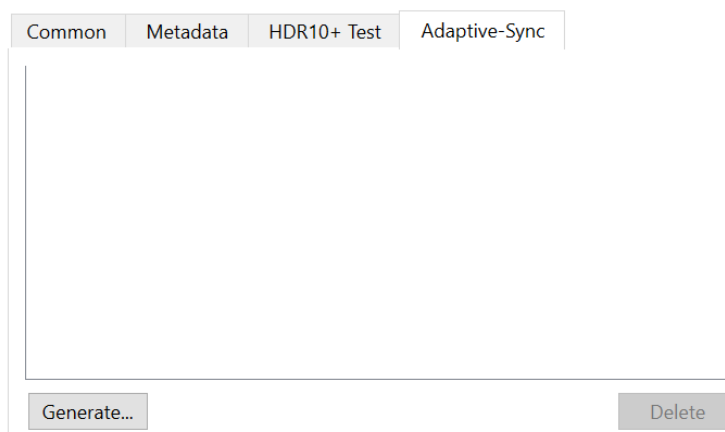 Common Metadata HDR10+ Test Adaptive-Sync
Generate... Delete